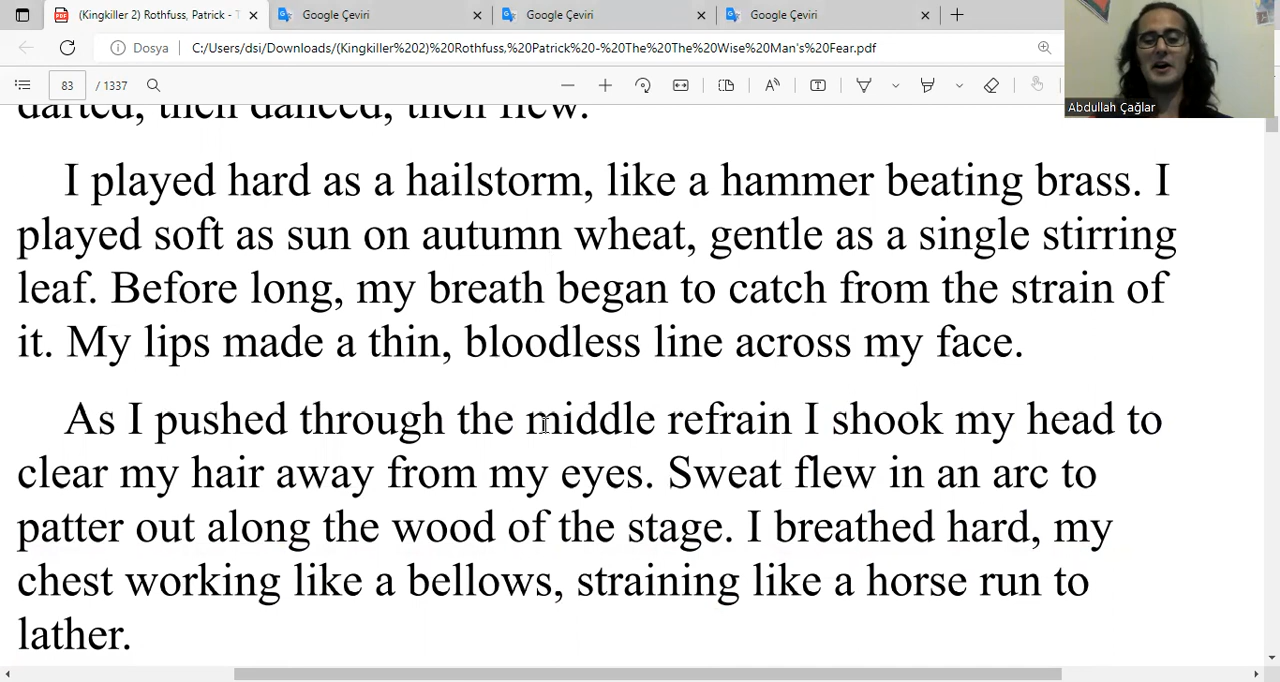 (Kingkiller 2) Rothfuss, Patrick - T
Google Çeviri
Google Çeviri
Google Çeviri
Dosya
C:/Users/dsi/Downloads/(Kingkiller%202)%20Rothfuss,%20Patrick%20-%20The%20The%20Wise%20Man's%20Fear.pdf
83 / 1337
Abdullah Çağlar
darted, then danced, then flew.
I played hard as a hailstorm, like a hammer beating brass. I
played soft as sun on autumn wheat, gentle as a single stirring
leaf. Before long, my breath began to catch from the strain of
it. My lips made a thin, bloodless line across my face.
As I pushed through the middle refrain I shook my head to
clear my hair away from my eyes. Sweat flew in an arc to
patter out along the wood of the stage. I breathed hard, my
chest working like a bellows, straining like a horse run to
lather.